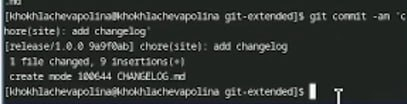 .md
[khokhlachevapolina@khokhlachevapolina git-extended]$ git commit -am 'c
hore(site): add changelog'
[release/1.0.0 9a9f0ab] chore(site): add changelog
1 file changed, 9 insertions(+)
create mode 100644 CHANGELOG.md
[khokhlachevapolina@khokhlachevapolina git-extended]$